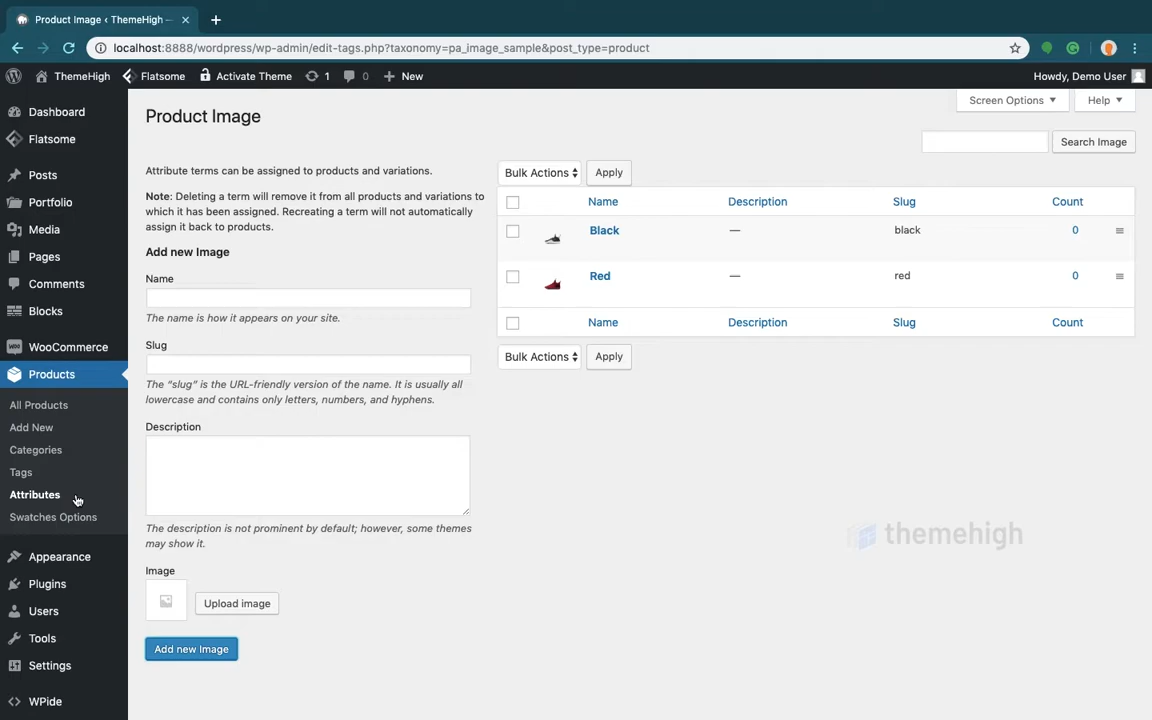 Product Image ‹ ThemeHigh —
localhost:8888/wordpress/wp-admin/edit-tags.php?taxonomy=pa_image_sample&post_type=product
ThemeHigh
Flatsome
Activate Theme
1
0
New
Howdy, Demo User
Screen Options
Help
Product Image
Search Image
Dashboard
Flatsome
Posts
Portfolio
Media
Pages
Comments
Blocks
WooCommerce
Products
All Products
Add New
Categories
Tags
Attributes
Swatches Options
Appearance
Plugins
Users
Tools
Settings
WPide
Attribute terms can be assigned to products and variations.
Note: Deleting a term will remove it from all products and variations to
which it has been assigned. Recreating a term will not automatically
assign it back to products.
Add new Image
Name
The name is how it appears on your site.
Slug
The “slug” is the URL-friendly version of the name. It is usually all
lowercase and contains only letters, numbers, and hyphens.
Description
The description is not prominent by default; however, some themes
may show it.
Image
Upload image
Add new Image
Bulk Actions
Apply
Name Description Slug Count
Black — black 0
Red — red 0
Name Description Slug Count
Bulk Actions
Apply
themehigh